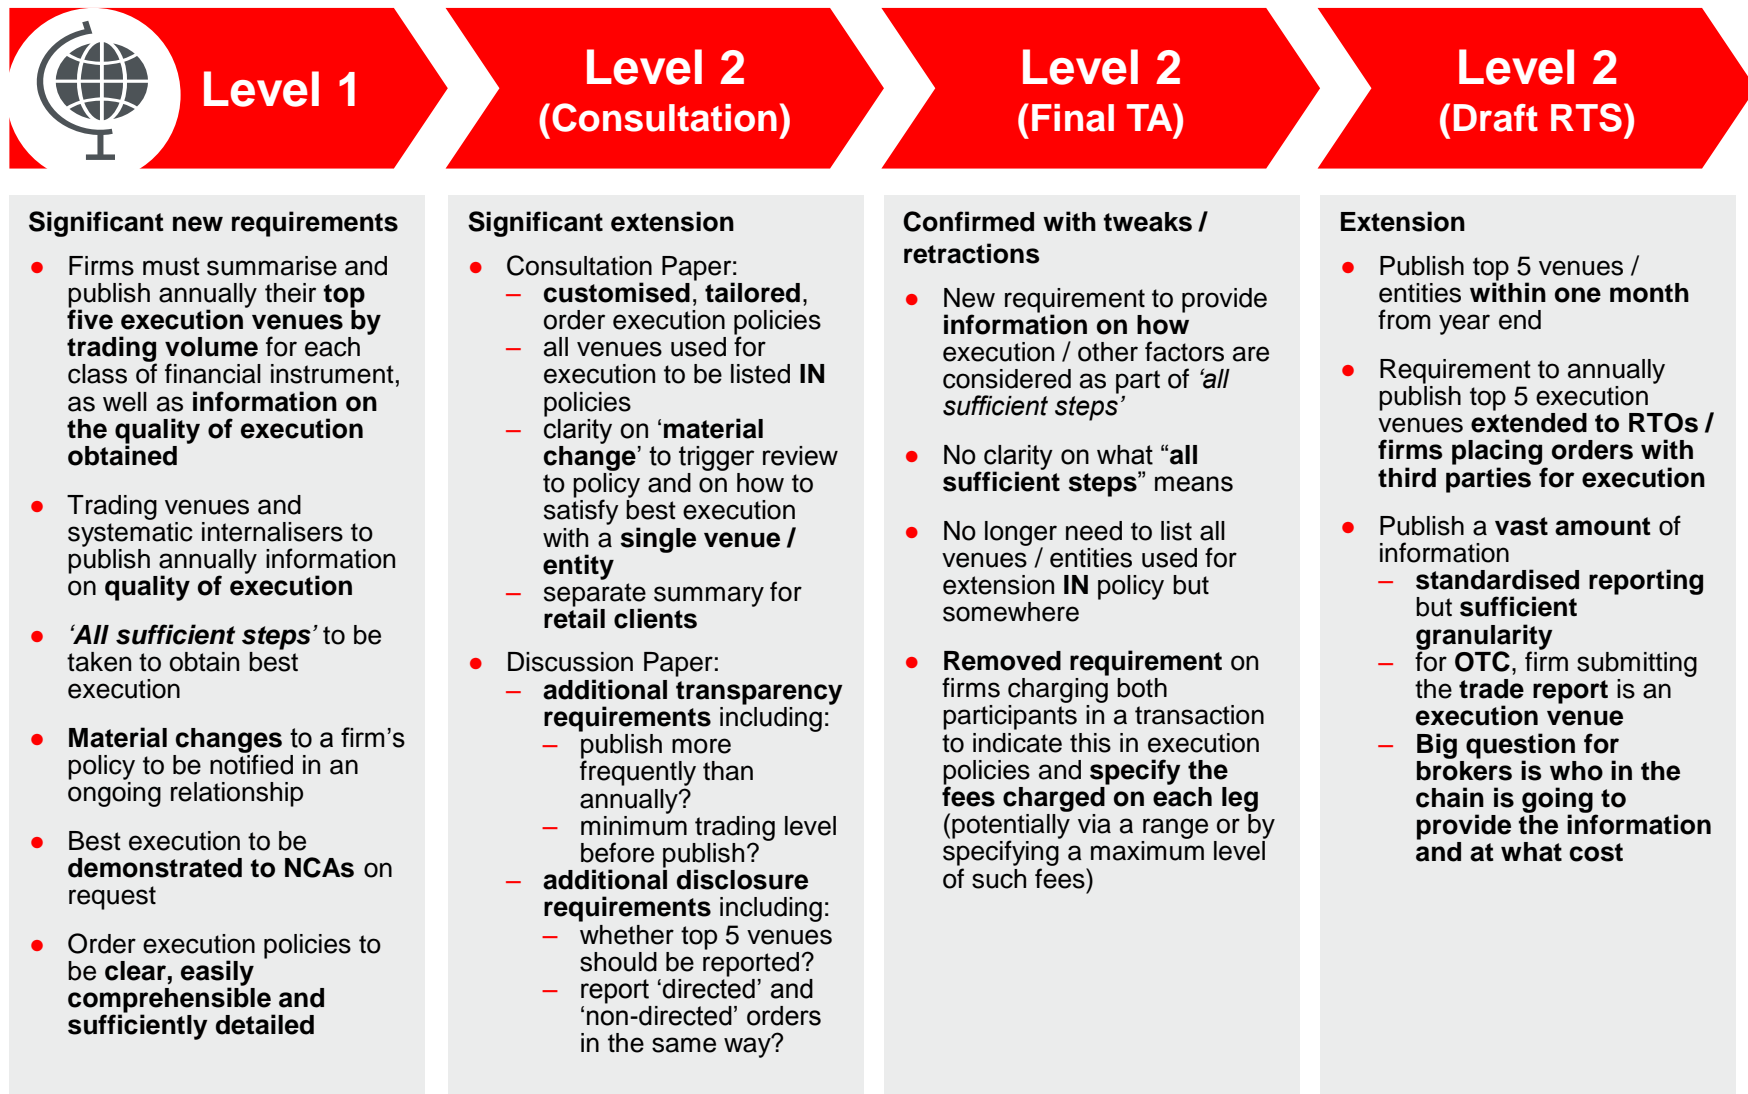 Level 1
Significant new requirements
● Firms must summarise and
publish annually their top
five execution venues by
trading volume for each
class of financial instrument,
as well as information on
the quality of execution
obtained
● Trading venues and
systematic internalisers to
publish annually information
on quality of execution
● ‘All sufficient steps’ to be
taken to obtain best
execution
● Material changes to a firm’s
policy to be notified in an
ongoing relationship
● Best execution to be
demonstrated to NCAs on
request
● Order execution policies to
be clear, easily
comprehensible and
sufficiently detailed
Level 2
(Consultation)
Significant extension
● Consultation Paper:
– customised, tailored,
order execution policies
– all venues used for
execution to be listed IN
policies
– clarity on ‘material
change’ to trigger review
to policy and on how to
satisfy best execution
with a single venue /
entity
– separate summary for
retail clients
● Discussion Paper:
– additional transparency
requirements including:
– publish more
frequently than
annually?
– minimum trading level
before publish?
– additional disclosure
requirements including:
– whether top 5 venues
should be reported?
– report ‘directed’ and
‘non-directed’ orders
in the same way?
Level 2
(Final TA)
Confirmed with tweaks /
retractions
● New requirement to provide
information on how
execution / other factors are
considered as part of ‘all
sufficient steps’
● No clarity on what “all
sufficient steps” means
● No longer need to list all
venues / entities used for
extension IN policy but
somewhere
● Removed requirement on
firms charging both
participants in a transaction
to indicate this in execution
policies and specify the
fees charged on each leg
(potentially via a range or by
specifying a maximum level
of such fees)
Level 2
(Draft RTS)
Extension
● Publish top 5 venues /
entities within one month
from year end
● Requirement to annually
publish top 5 execution
venues extended to RTOs /
firms placing orders with
third parties for execution
● Publish a vast amount of
information
– standardised reporting
but sufficient
granularity
– for OTC, firm submitting
the trade report is an
execution venue
– Big question for
brokers is who in the
chain is going to
provide the information
and at what cost